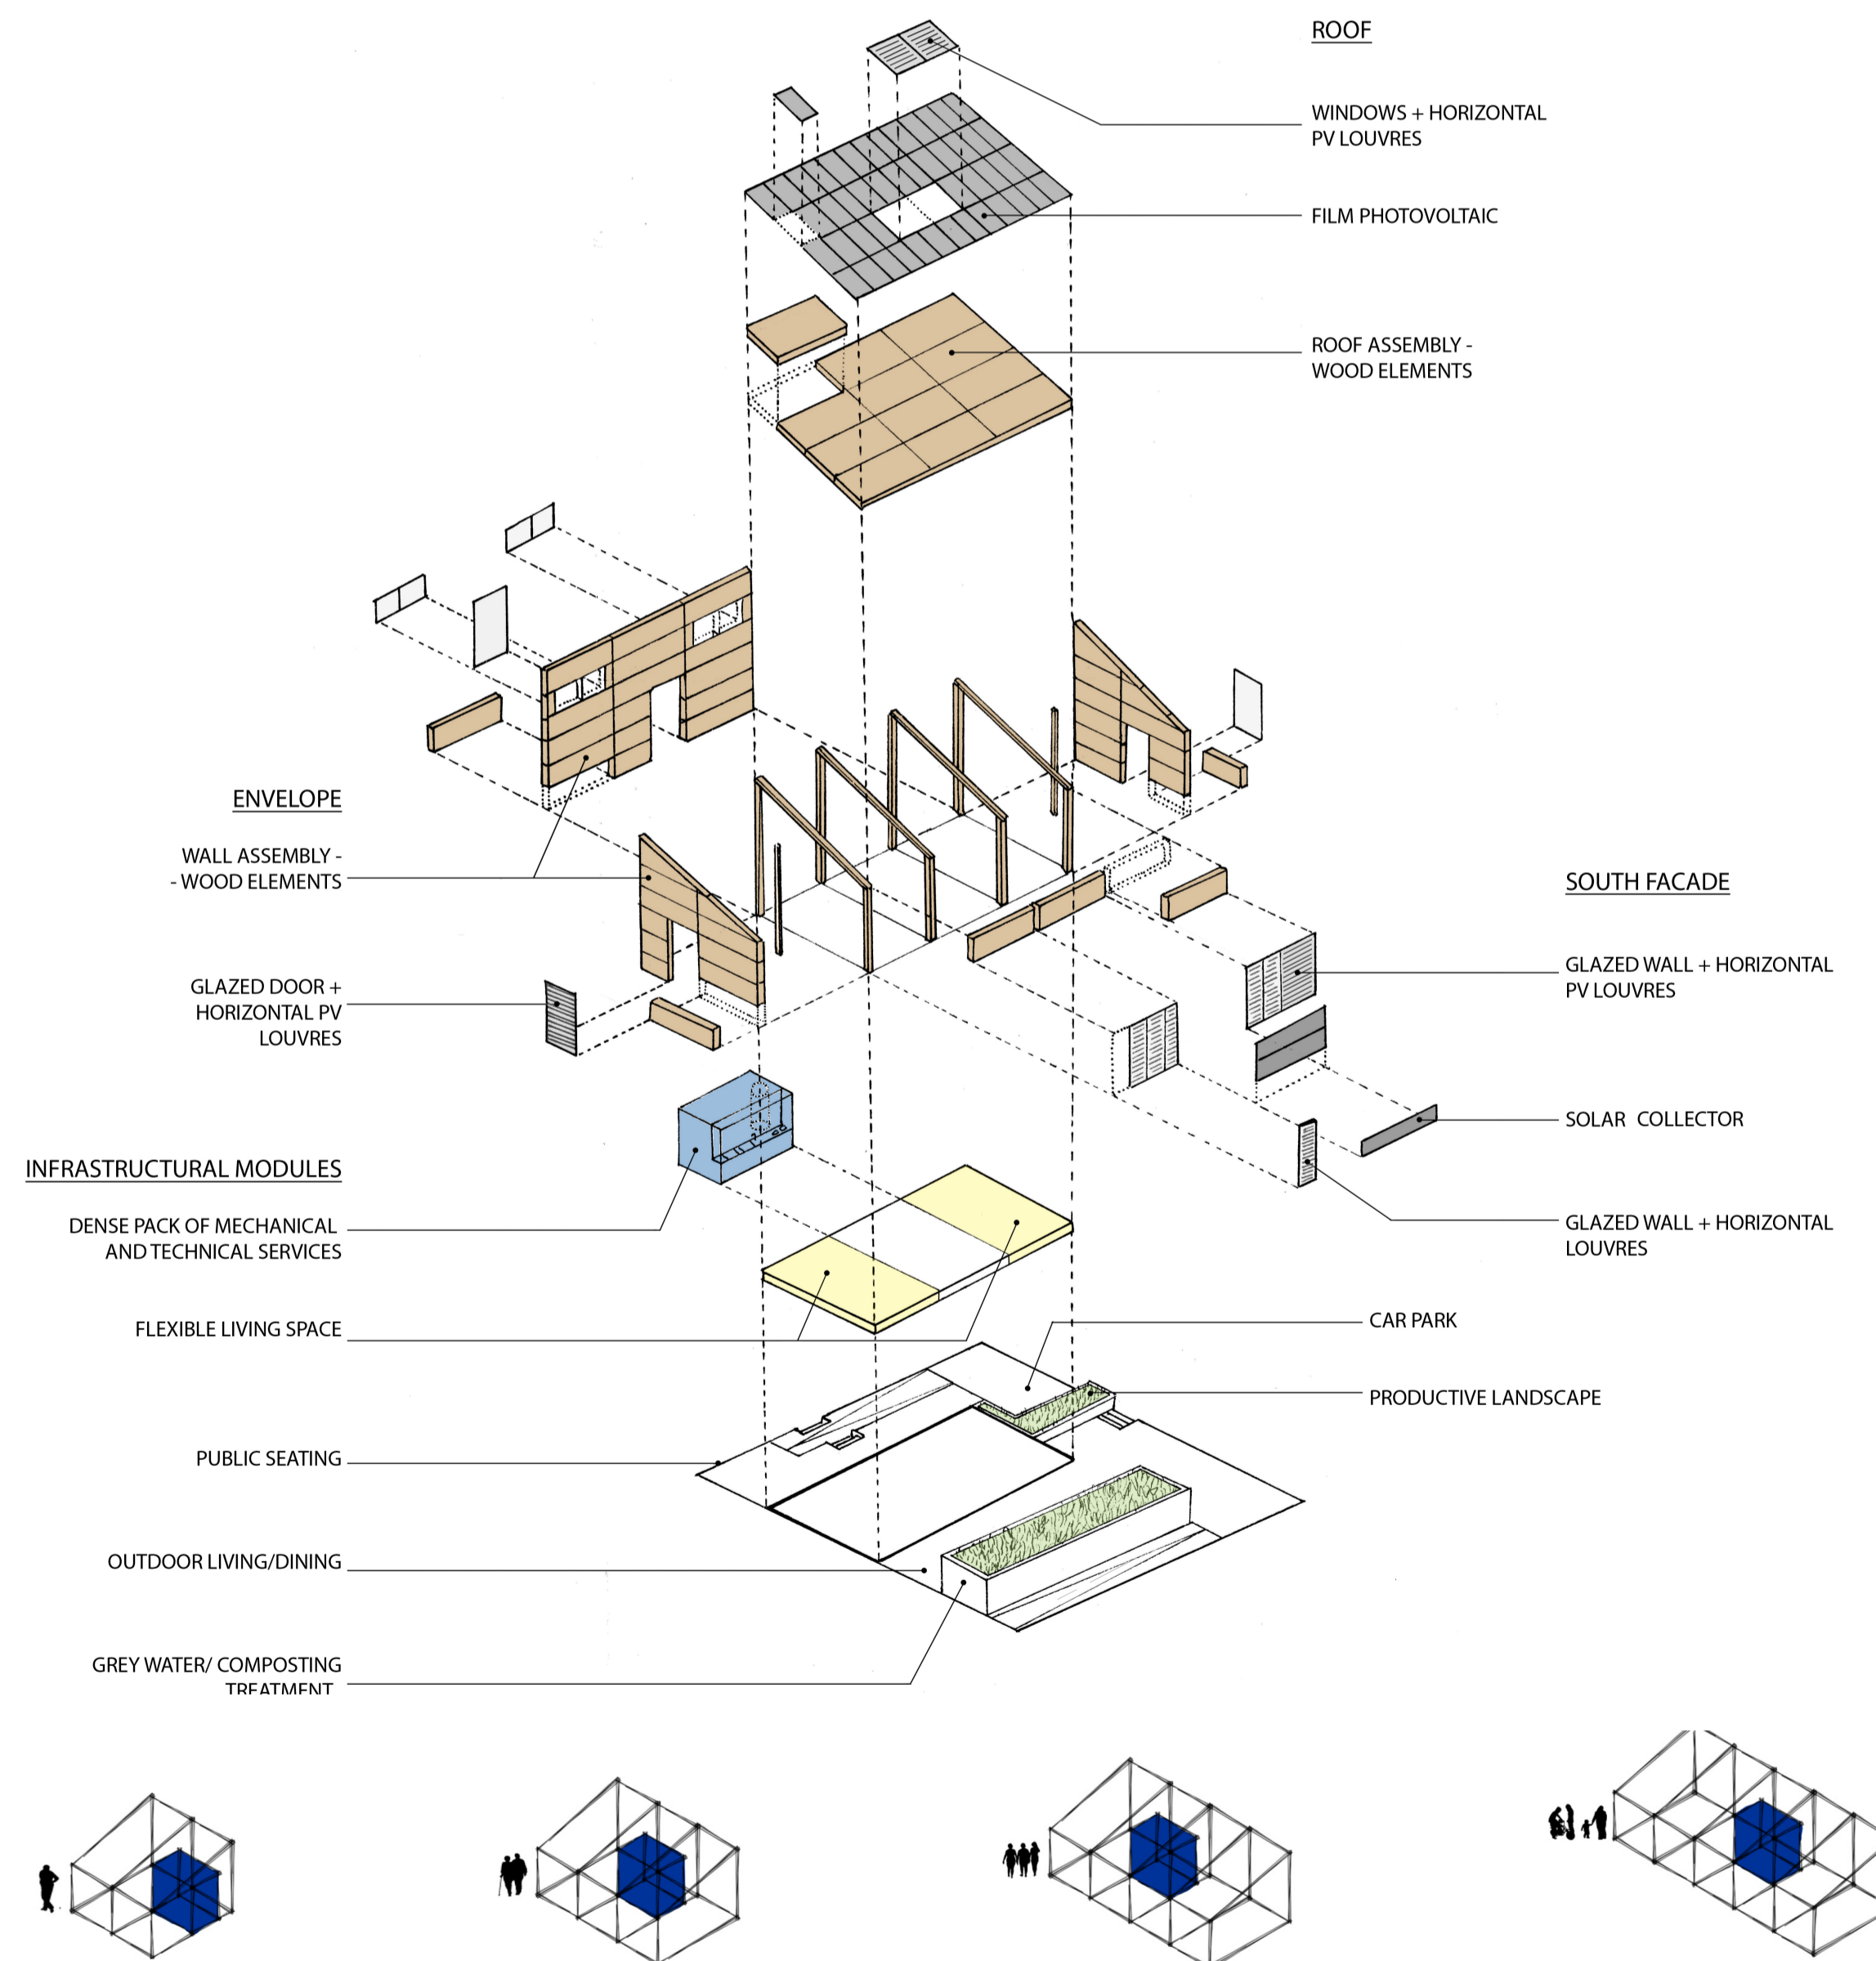 ROOF
WINDOWS + HORIZONTAL
PV LOUVRES
FILM PHOTOVOLTAIC
ROOF ASSEMBLY -
WOOD ELEMENTS
ENVELOPE
WALL ASSEMBLY -
- WOOD ELEMENTS
GLAZED DOOR +
HORIZONTAL PV
LOUVRES
SOUTH FACADE
GLAZED WALL + HORIZONTAL
PV LOUVRES
SOLAR COLLECTOR
GLAZED WALL + HORIZONTAL
LOUVRES
INFRASTRUCTURAL MODULES
DENSE PACK OF MECHANICAL
AND TECHNICAL SERVICES
FLEXIBLE LIVING SPACE
CAR PARK
PRODUCTIVE LANDSCAPE
PUBLIC SEATING
OUTDOOR LIVING/DINING
GREY WATER/ COMPOSTING
TREATMENT